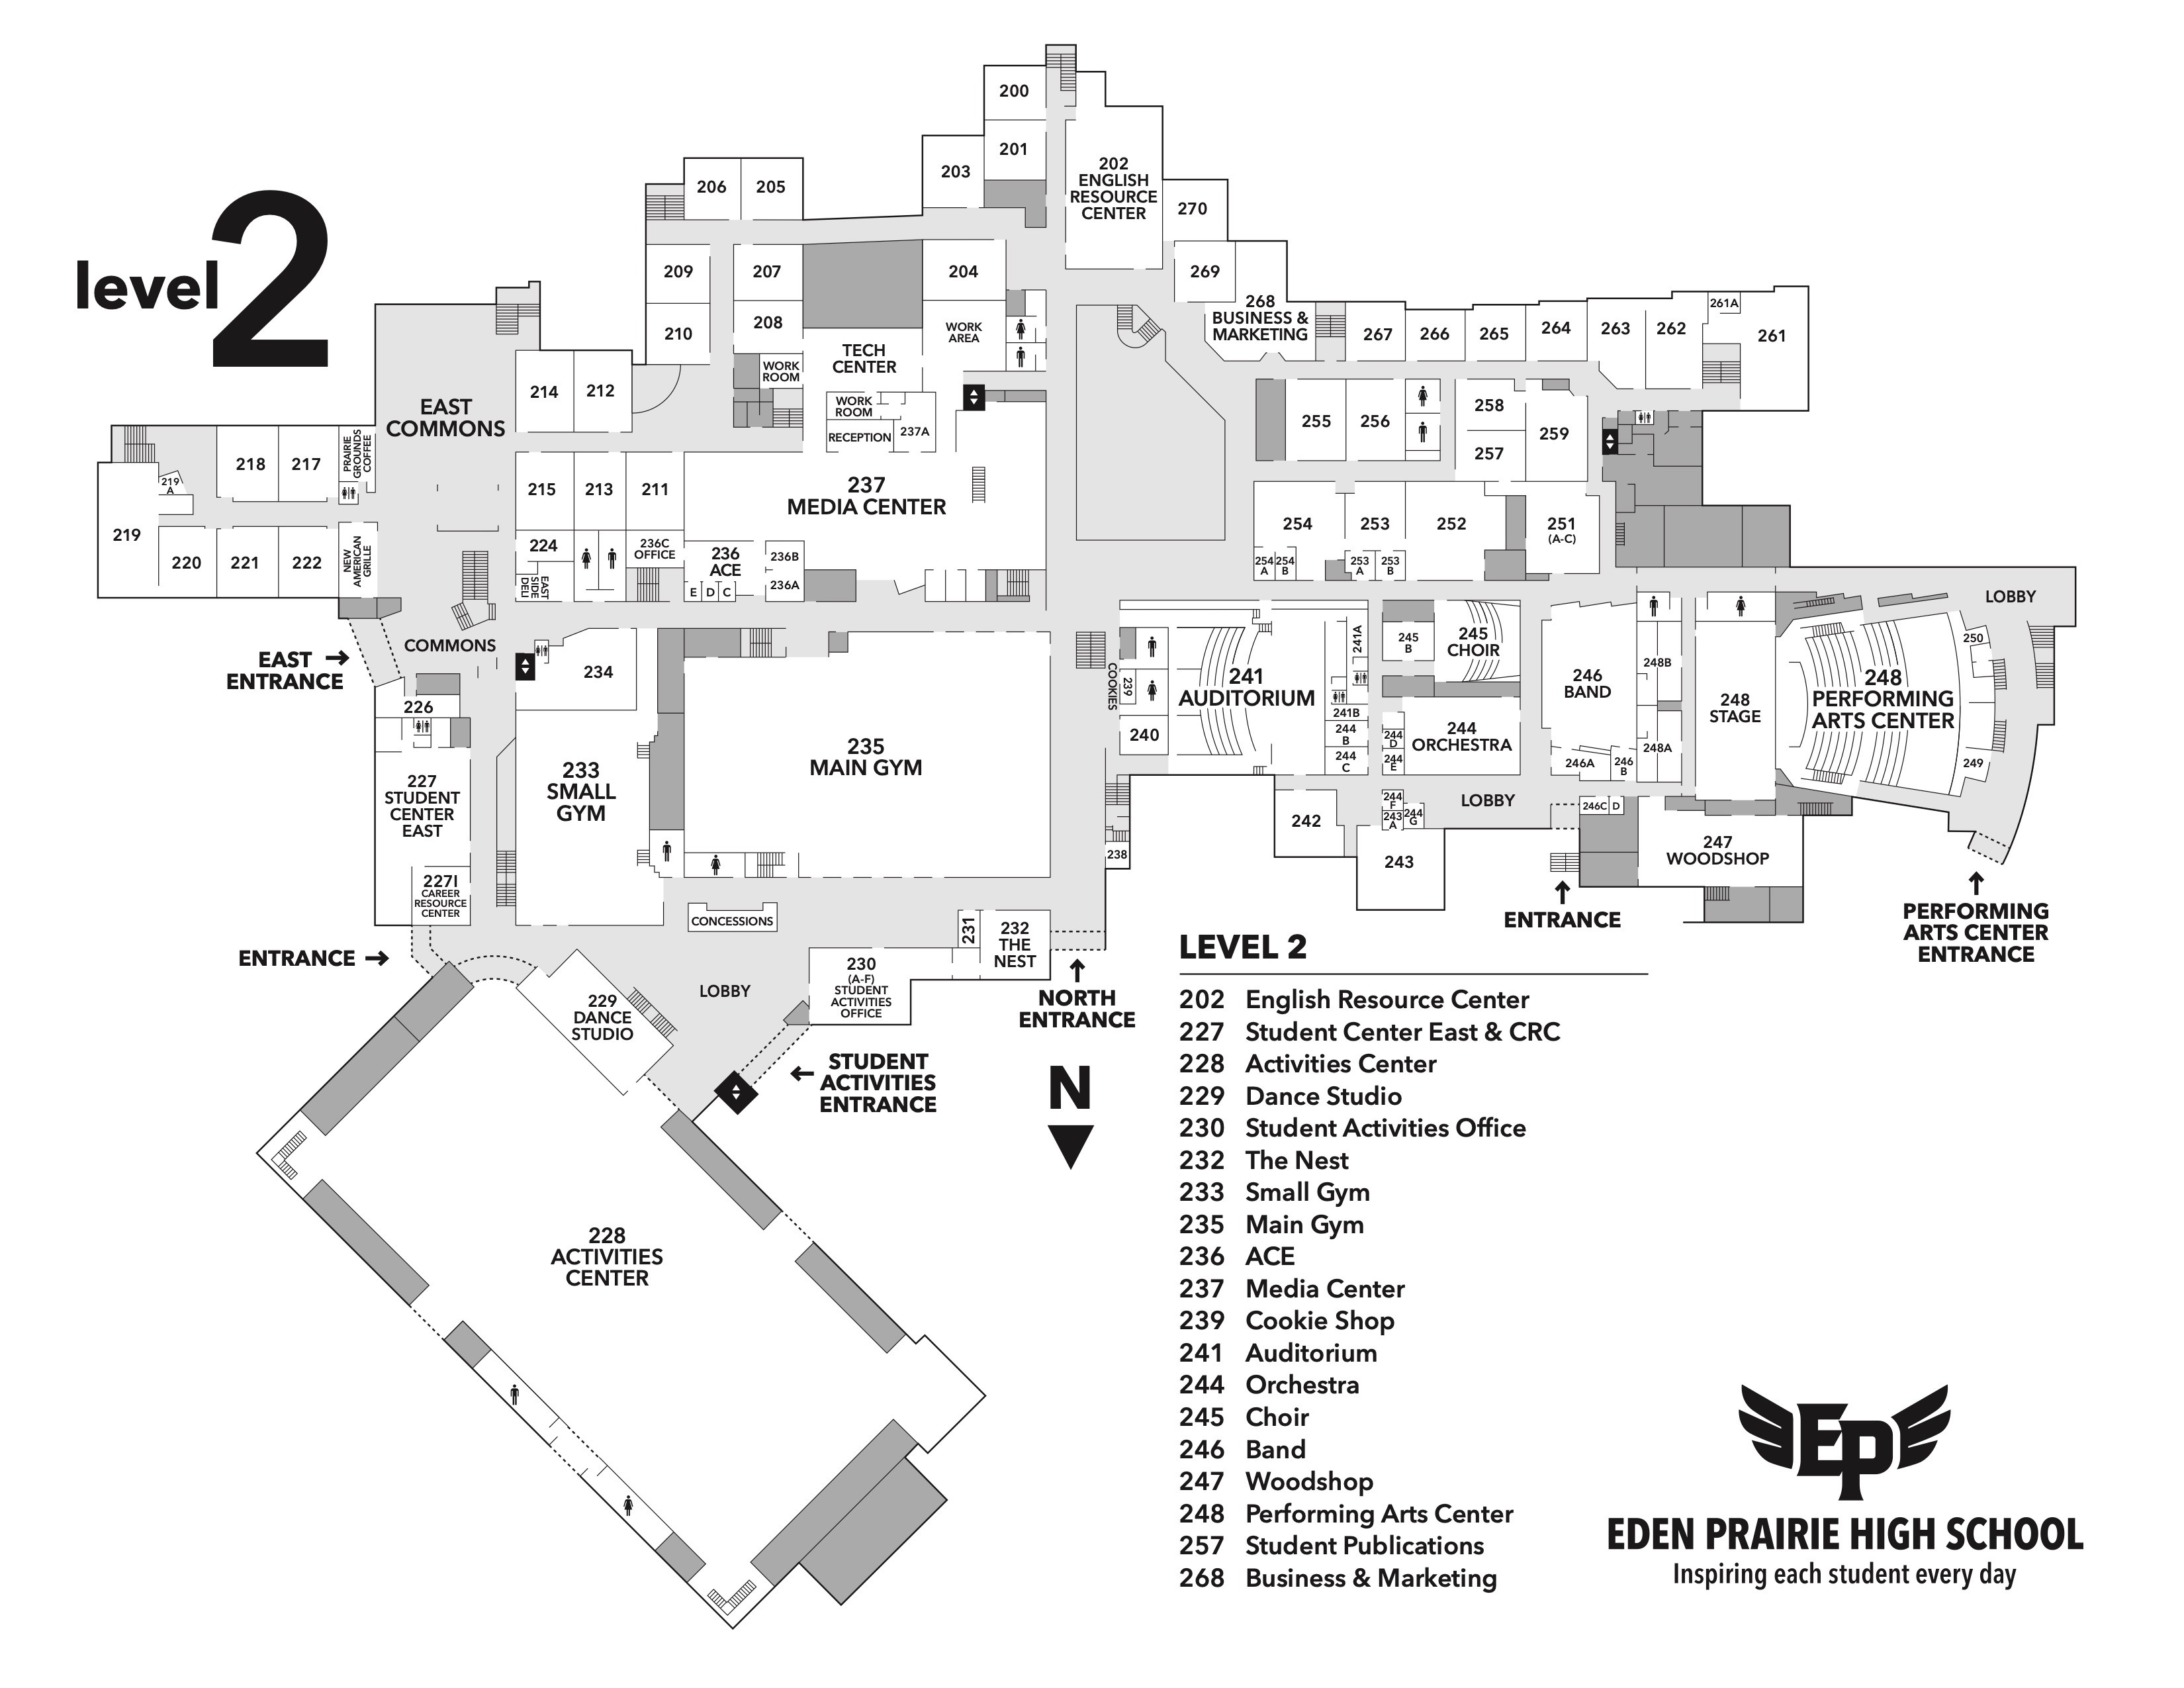 level2
200
201
203
202
ENGLISH
RESOURCE
CENTER
206
205
270
209
207
204
269
268
BUSINESS &
MARKETING
210
208
WORK
AREA
TECH
CENTER
WORK
ROOM
267
266
265
264
263
262
261A
261
214
212
EAST
COMMONS
WORK
ROOM
RECEPTION
237A
255
256
258
257
259
218
217
PRAIRIE
GROUNDS
COFFEE
219
A
219
220
221
222
NEW
AMERICAN
GRILLE
215
213
211
237
MEDIA CENTER
224
EAST
SIDE
DELI
236C
OFFICE
236
ACE
236B
236A
E
D
C
254
253
252
251
(A-C)
254
A
254
B
253
A
253
B
LOBBY
COMMONS
EAST →
ENTRANCE
234
226
227
STUDENT
CENTER
EAST
227I
CAREER
RESOURCE
CENTER
233
SMALL
GYM
235
MAIN GYM
COOKIES
239
240
241
AUDITORIUM
241A
241B
244
B
244
C
245
B
245
CHOIR
244
D
244
E
244
ORCHESTRA
246
BAND
246A
246
B
248B
248A
248
STAGE
248
PERFORMING
ARTS CENTER
250
249
244
F
243
A
244
G
LOBBY
246C
D
242
243
238
247
WOODSHOP
CONCESSIONS
231
232
THE
NEST
230
(A-F)
STUDENT
ACTIVITIES
OFFICE
LOBBY
229
DANCE
STUDIO
ENTRANCE →
↑
NORTH
ENTRANCE
↑
ENTRANCE
↑
PERFORMING
ARTS CENTER
ENTRANCE
← STUDENT
ACTIVITIES
ENTRANCE
N
228
ACTIVITIES
CENTER
LEVEL 2
202 English Resource Center
227 Student Center East & CRC
228 Activities Center
229 Dance Studio
230 Student Activities Office
232 The Nest
233 Small Gym
235 Main Gym
236 ACE
237 Media Center
239 Cookie Shop
241 Auditorium
244 Orchestra
245 Choir
246 Band
247 Woodshop
248 Performing Arts Center
257 Student Publications
268 Business & Marketing
EP
EDEN PRAIRIE HIGH SCHOOL
Inspiring each student every day